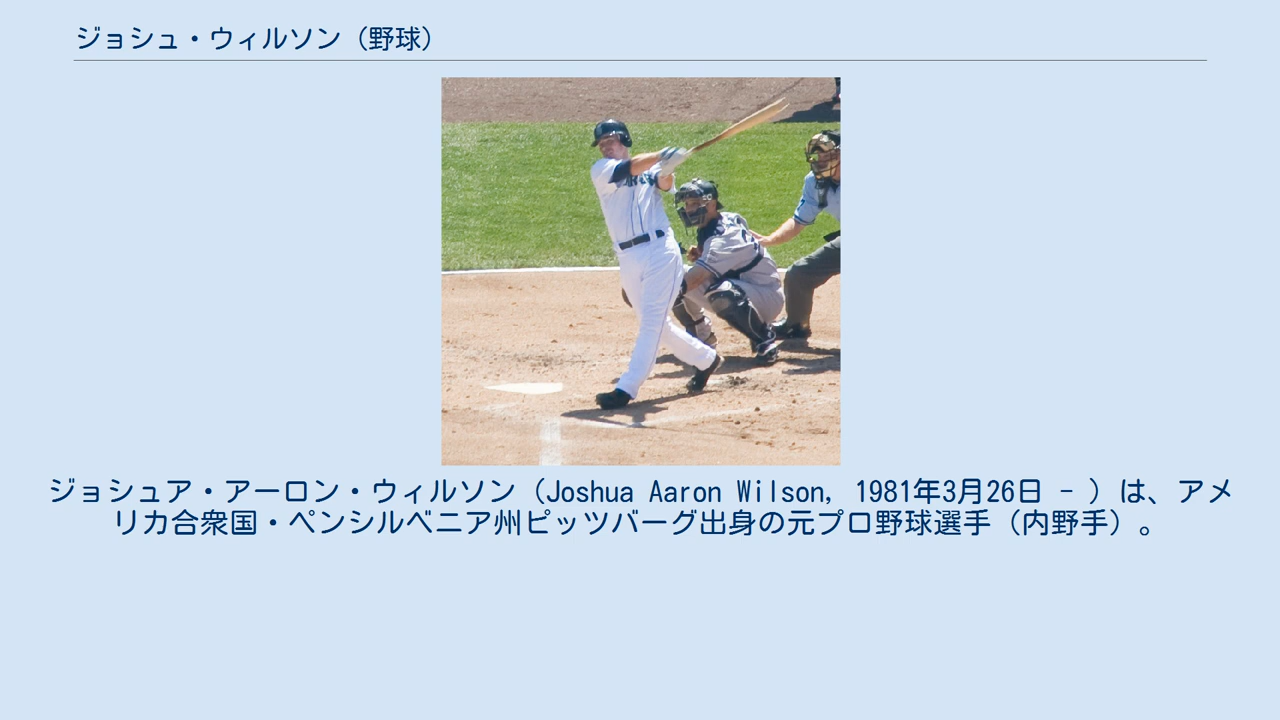 ジョシュ・ウィルソン（野球）
ジョシュア・アーロン・ウィルソン（Joshua Aaron Wilson, 1981年3月26日 - ）は、アメ
リカ合衆国・ペンシルベニア州ピッツバーグ出身の元プロ野球選手（内野手）。